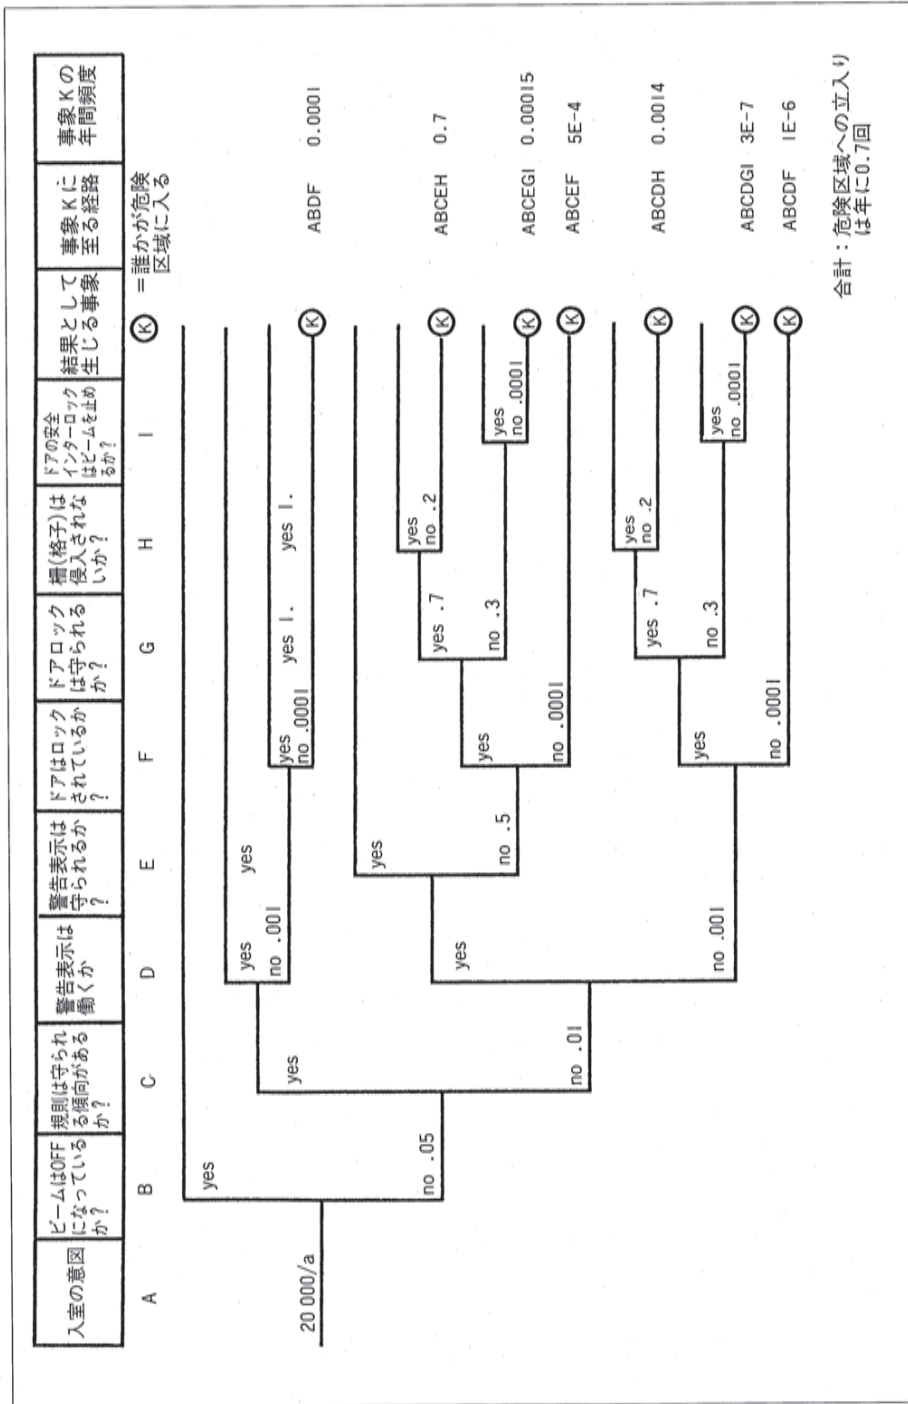 入室の意図
ビームはOFF
になっている
か?
規則は守られ
る傾向がある
か?
警告表示は
働くか
警告表示は
守られるか
?
ドアはロック
されているか
?
ドアロック
は守られる
か?
柵(格子)は
侵入されな
いか?
ドアの安全
インターロック
はビームを止め
るか?
結果として
生じる事象
事象Kに
至る経路
事象Kの
年間頻度
A
B
C
D
E
F
G
H
I
K
=誰かが危険
区域に入る
20 000/a
yes
no .05
yes
no .01
yes
no .001
yes
yes
no .0001
yes 1.
yes 1.
K
ABDF 0.0001
yes
no .001
yes
no .5
yes
no .0001
yes .7
no .3
yes
no .2
K
ABCEH 0.7
yes
no .0001
K
ABCEGI 0.00015
K
ABCEF 5E-4
yes
no .0001
yes .7
no .3
yes
no .2
K
ABCDH 0.0014
yes
no .0001
K
ABCDGI 3E-7
K
ABCDF 1E-6
合計:危険区域への立入り
は年に0.7回